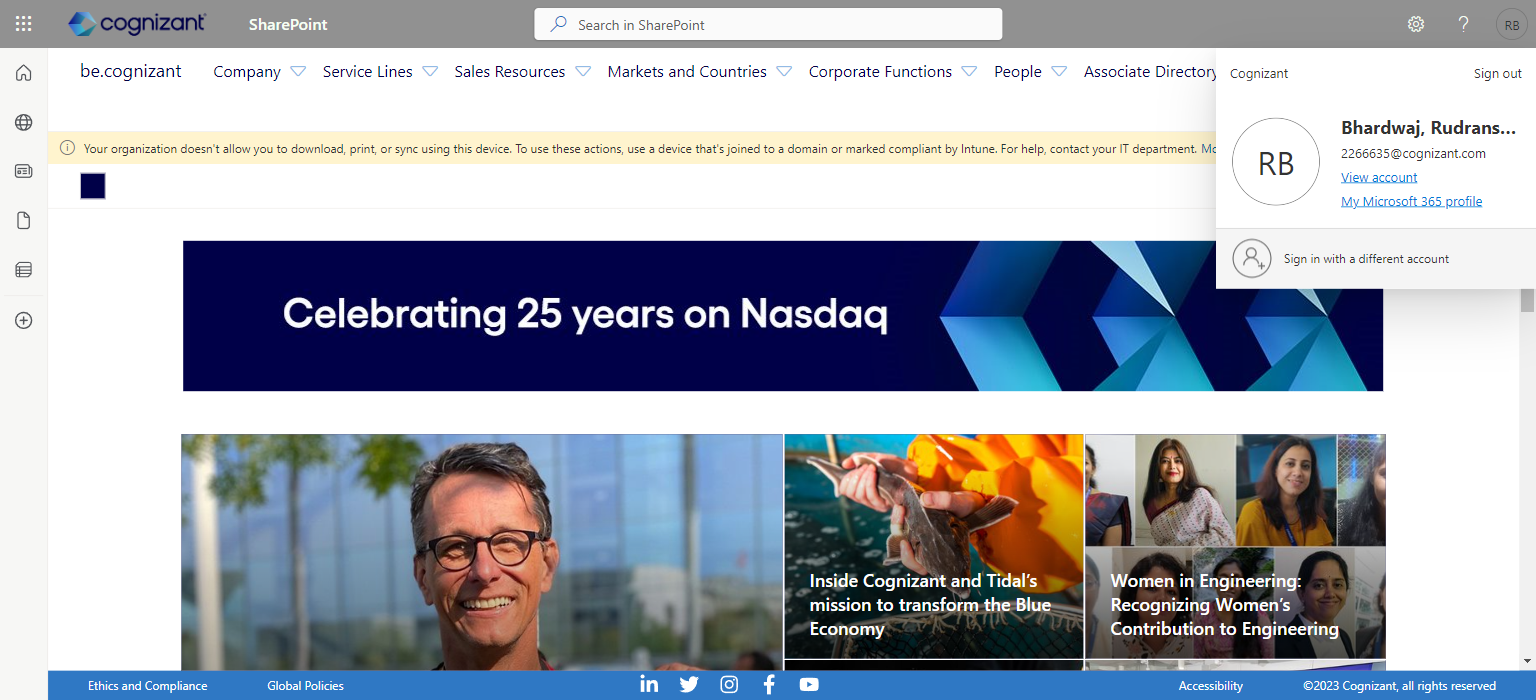 cognizant
SharePoint
Search in SharePoint
?
RB
be.cognizant
Company
Service Lines
Sales Resources
Markets and Countries
Corporate Functions
People
Associate Directory
Cognizant
Sign out
Your organization doesn't allow you to download, print, or sync using this device. To use these actions, use a device that's joined to a domain or marked compliant by Intune. For help, contact your IT department.
RB
Bhardwaj, Rudrans...
2266635@cognizant.com
View account
My Microsoft 365 profile
Sign in with a different account
Celebrating 25 years on Nasdaq
Inside Cognizant and Tidal’s
mission to transform the Blue
Economy
Women in Engineering:
Recognizing Women’s
Contribution to Engineering
Ethics and Compliance
Global Policies
in
Accessibility
©2023 Cognizant, all rights reserved